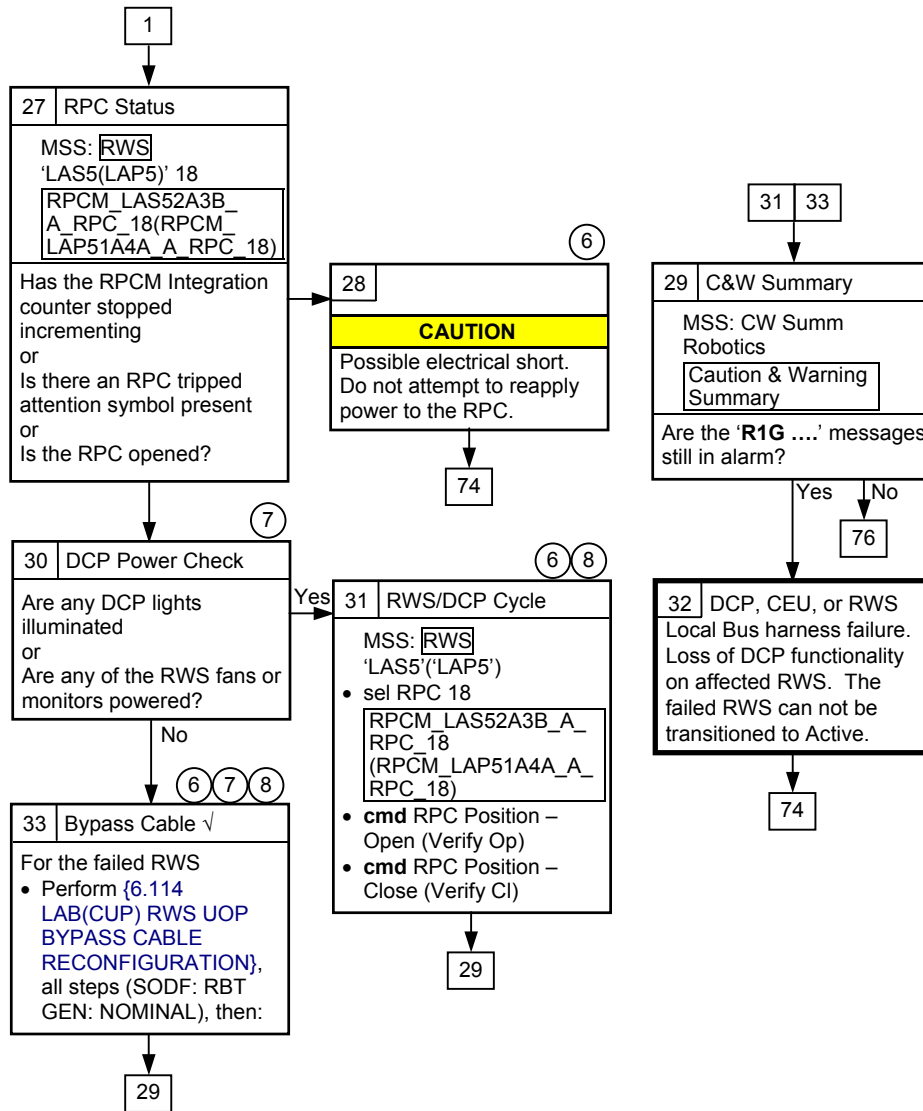 1
27 RPC Status
MSS: RWS
‘LAS5(LAP5)’ 18
RPCM_LAS52A3B_
A_RPC_18(RPCM_
LAP51A4A_A_RPC_18)
Has the RPCM Integration
counter stopped
incrementing
or
Is there an RPC tripped
attention symbol present
or
Is the RPC opened?
6
28
CAUTION
Possible electrical short.
Do not attempt to reapply
power to the RPC.
74
7
30 DCP Power Check
Are any DCP lights
illuminated
or
Are any of the RWS fans or
monitors powered?
Yes
No
6 8
31 RWS/DCP Cycle
MSS: RWS
‘LAS5’(‘LAP5’)
• sel RPC 18
RPCM_LAS52A3B_A_
RPC_18
(RPCM_LAP51A4A_A_
RPC_18)
• cmd RPC Position –
Open (Verify Op)
• cmd RPC Position –
Close (Verify Cl)
29
6 7 8
33 Bypass Cable √
For the failed RWS
• Perform {6.114
LAB(CUP) RWS UOP
BYPASS CABLE
RECONFIGURATION},
all steps (SODF: RBT
GEN: NOMINAL), then:
29
31 33
29 C&W Summary
MSS: CW Summ
Robotics
Caution & Warning
Summary
Are the ‘R1G ....’ messages
still in alarm?
Yes No
76
32 DCP, CEU, or RWS
Local Bus harness failure.
Loss of DCP functionality
on affected RWS. The
failed RWS can not be
transitioned to Active.
74